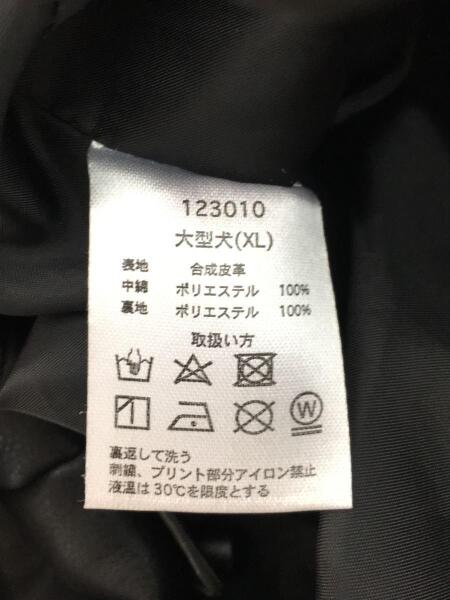 123010
大型犬(XL)
表地 合成皮革
中綿 ポリエステル 100%
裏地 ポリエステル 100%
取扱い方
W
裏返して洗う
刺繍、プリント部分アイロン禁止
液温は30℃を限度とする